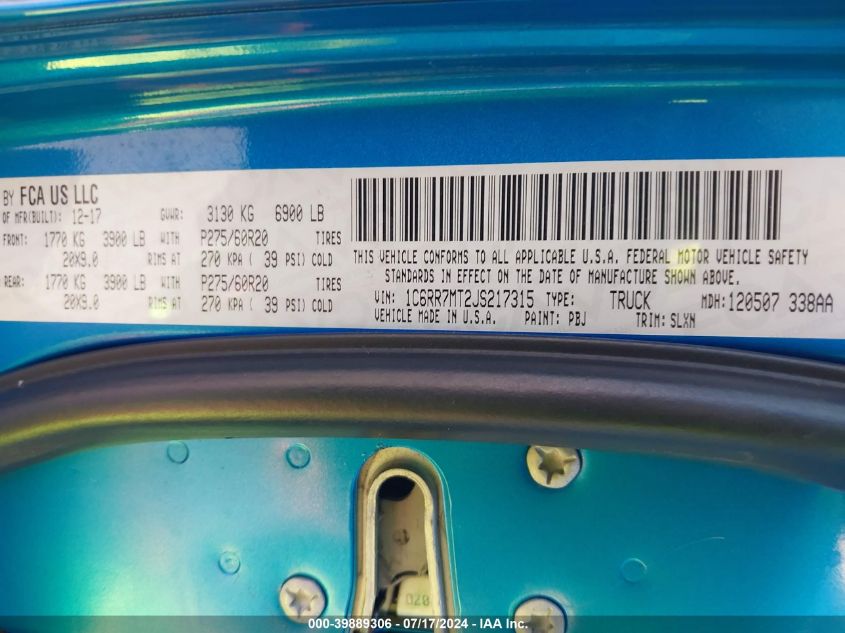 BY FCA US LLC
OF MFR(BUILT): 12-17 GVWR: 3130 KG 6900 LB
FRONT: 1770 KG 3900 LB WITH P275/60R20 TIRES
20X9.0 RIMS AT 270 KPA ( 39 PSI) COLD
REAR: 1770 KG 3900 LB WITH P275/60R20 TIRES
20X9.0 RIMS AT 270 KPA ( 39 PSI) COLD
THIS VEHICLE CONFORMS TO ALL APPLICABLE U.S.A. FEDERAL MOTOR VEHICLE SAFETY
STANDARDS IN EFFECT ON THE DATE OF MANUFACTURE SHOWN ABOVE.
VIN: 1C6RR7MT2JS217315 TYPE: TRUCK MDH: 120507 338AA
VEHICLE MADE IN U.S.A. PAINT: PBJ TRIM: SLXN
020
000-39889306 / 07/17/2024 - IAA Inc.